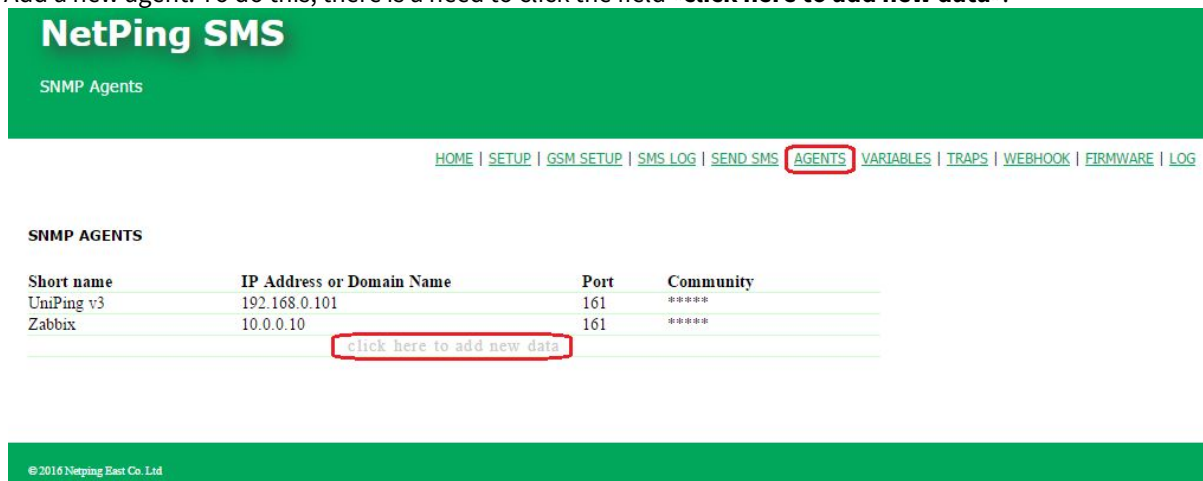 Add a new agent. To do this, there is a need to click the field "click here to add new data".
NetPing SMS
SNMP Agents
HOME | SETUP | GSM SETUP | SMS LOG | SEND SMS | AGENTS | VARIABLES | TRAPS | WEBHOOK | FIRMWARE | LOG
SNMP AGENTS
Short name IP Address or Domain Name Port Community
UniPing v3 192.168.0.101 161 *****
Zabbix 10.0.0.10 161 *****
click here to add new data
© 2016 Netping East Co. Ltd